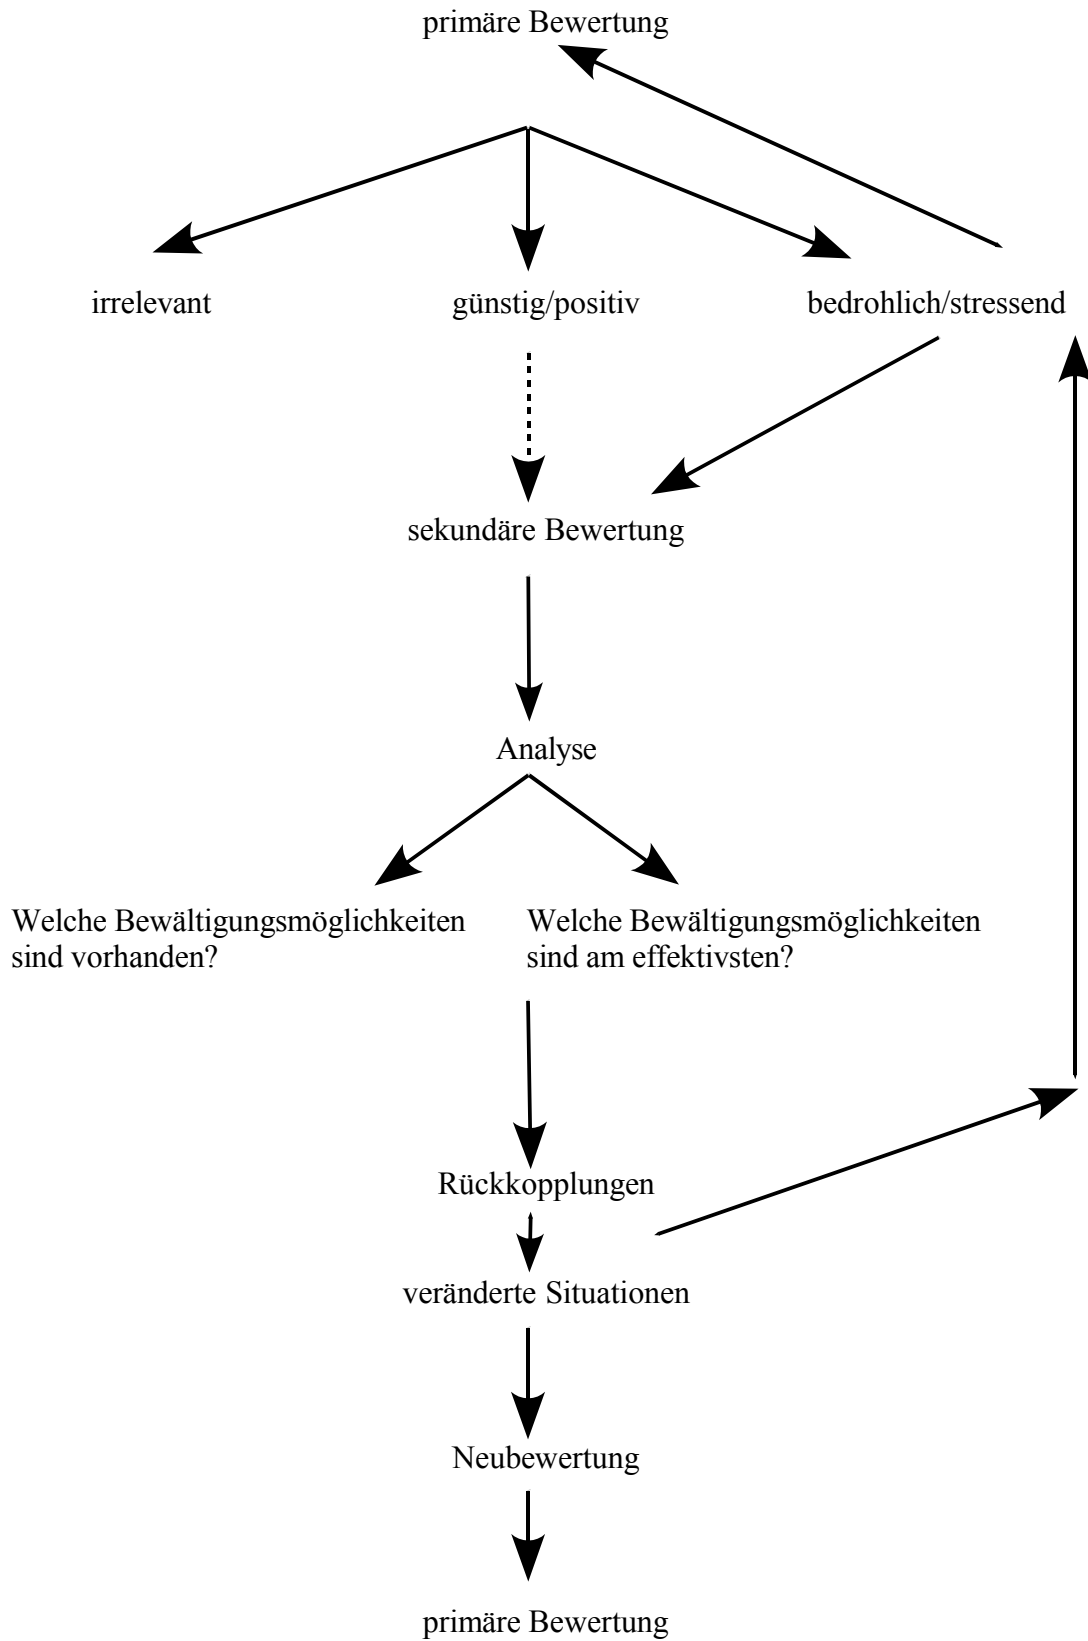 primäre Bewertung
irrelevant
günstig/positiv
bedrohlich/stressend
sekundäre Bewertung
Analyse
Welche Bewältigungsmöglichkeiten
sind vorhanden?
Welche Bewältigungsmöglichkeiten
sind am effektivsten?
Rückkopplungen
veränderte Situationen
Neubewertung
primäre Bewertung